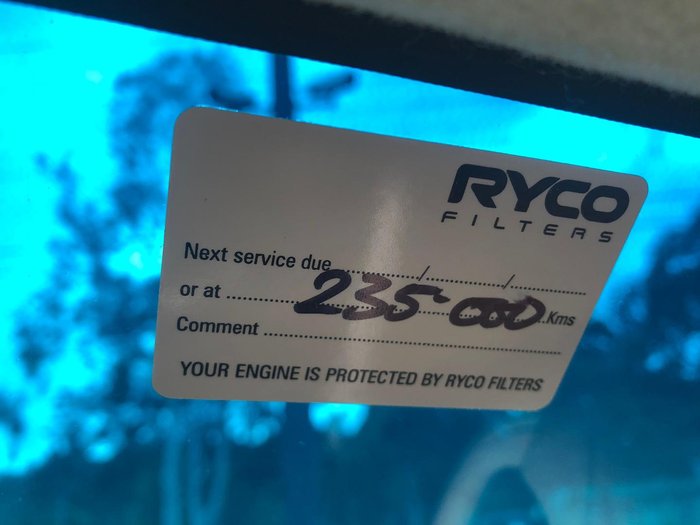 RYCO
FILTERS
Next service due ............/............/............
or at ............ 235-000 ...Kms
Comment ............................................
YOUR ENGINE IS PROTECTED BY RYCO FILTERS